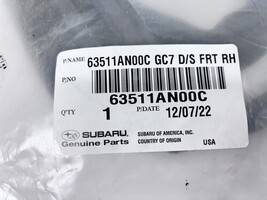 P/NAME 63511AN00C GC7 D/S FRT RH
P/NO
63511AN00C
Q'TY 1 P/DATE 12/07/22
SUBARU SUBARU OF AMERICA, INC.
Genuine Parts COUNTRY OF ORIGIN USA